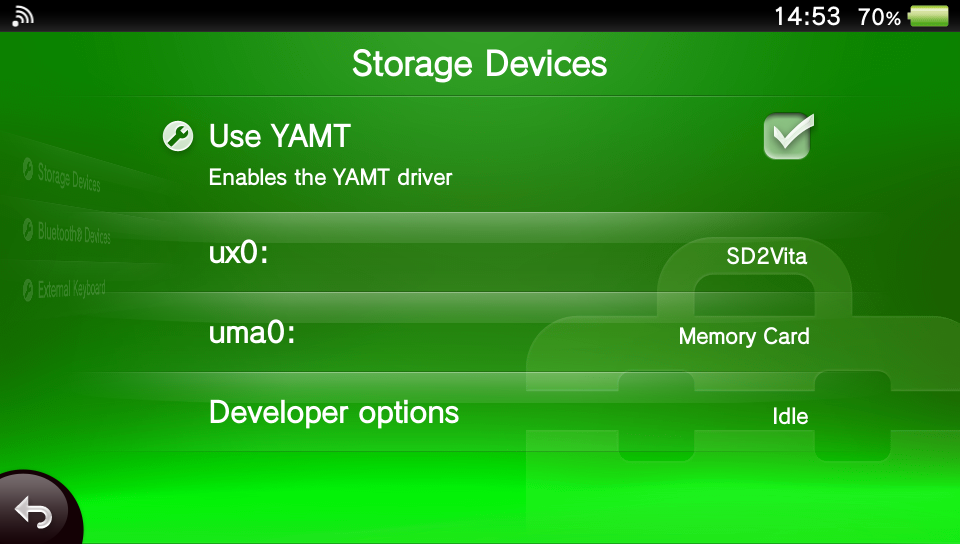 14:53 70%
Storage Devices
Use YAMT
Enables the YAMT driver
Storage Devices
Bluetooth® Devices
External Keyboard
ux0:
SD2Vita
uma0:
Memory Card
Developer options
Idle